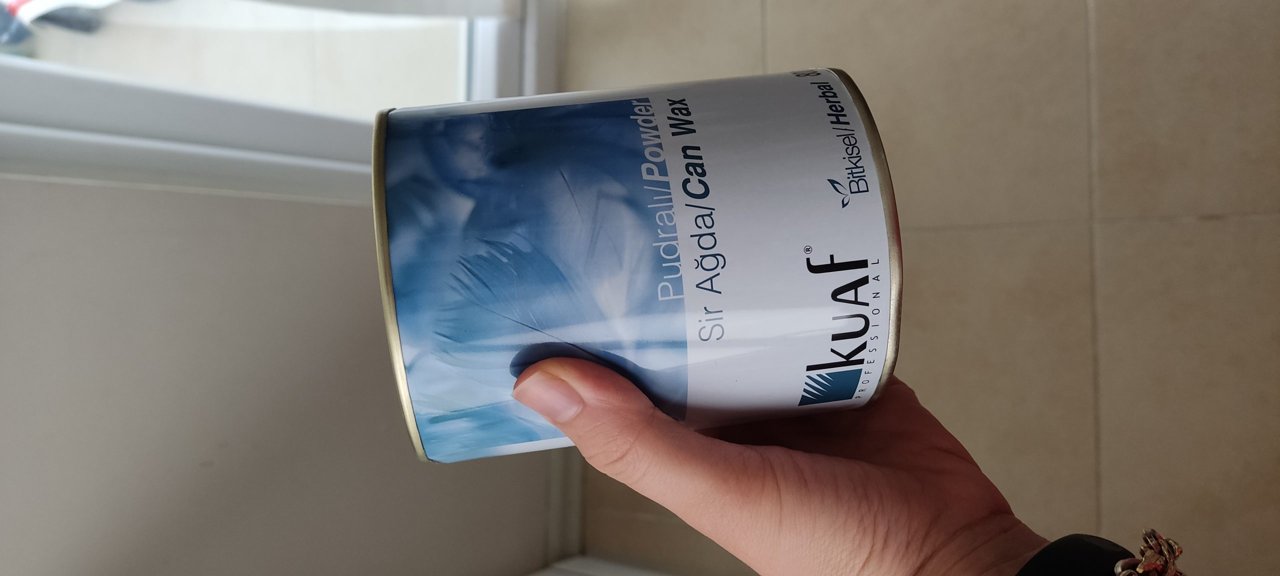 kUAf®
PROFESSIONAL
Bitkisel/Herbal
Sir Ağda/Can Wax
Pudralı/Powder